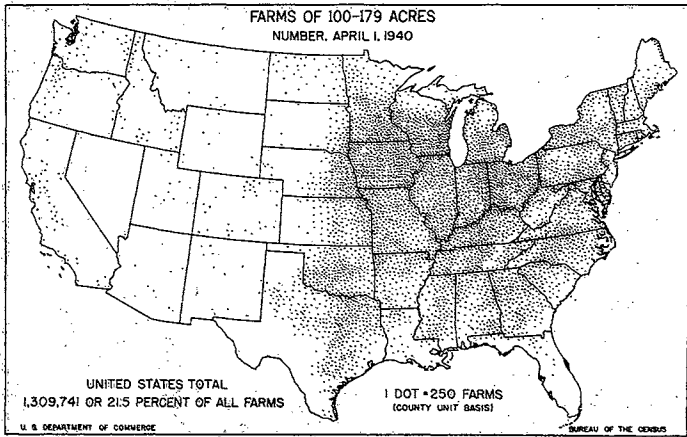 FARMS OF 100-179 ACRES
NUMBER, APRIL 1, 1940
UNITED STATES TOTAL
1,309,741 OR 21.5 PERCENT OF ALL FARMS
1 DOT = 250 FARMS
(COUNTY UNIT BASIS)
U. S. DEPARTMENT OF COMMERCE
BUREAU OF THE CENSUS